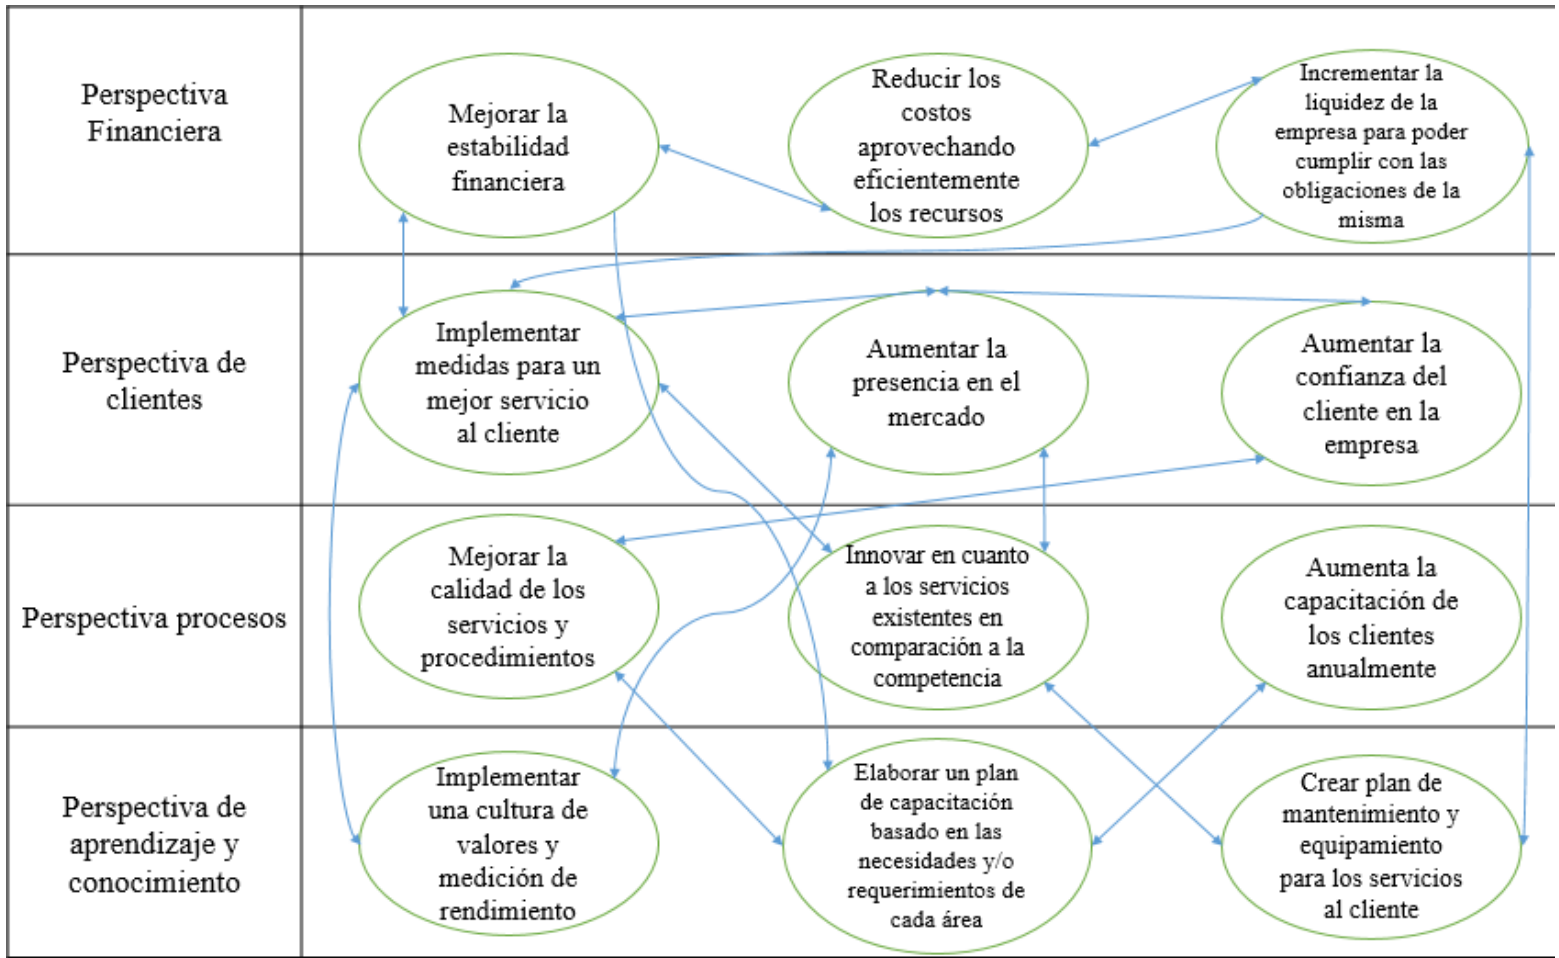 Perspectiva
Financiera
Mejorar la
estabilidad
financiera
Reducir los
costos
aprovechando
eficientemente
los recursos
Incrementar la
liquidez de la
empresa para poder
cumplir con las
obligaciones de la
misma
Perspectiva de
clientes
Implementar
medidas para un
mejor servicio
al cliente
Aumentar la
presencia en el
mercado
Aumentar la
confianza del
cliente en la
empresa
Perspectiva procesos
Mejorar la
calidad de los
servicios y
procedimientos
Innovar en cuanto
a los servicios
existentes en
comparación a la
competencia
Aumenta la
capacitación de
los clientes
anualmente
Perspectiva de
aprendizaje y
conocimiento
Implementar
una cultura de
valores y
medición de
rendimiento
Elaborar un plan
de capacitación
basado en las
necesidades y/o
requerimientos de
cada área
Crear plan de
mantenimiento y
equipamiento
para los servicios
al cliente